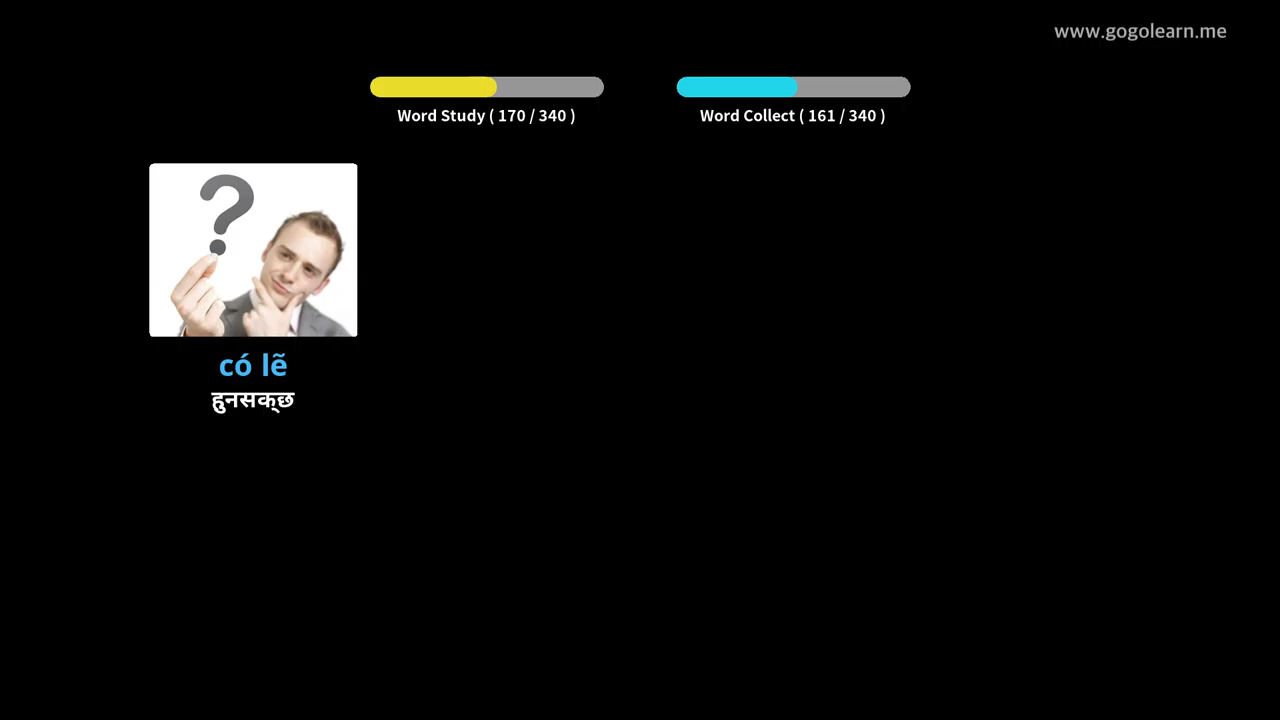 www.gogolearn.me
Word Study ( 170 / 340 )
Word Collect ( 161 / 340 )
?
có lẽ
हुनसक्छ